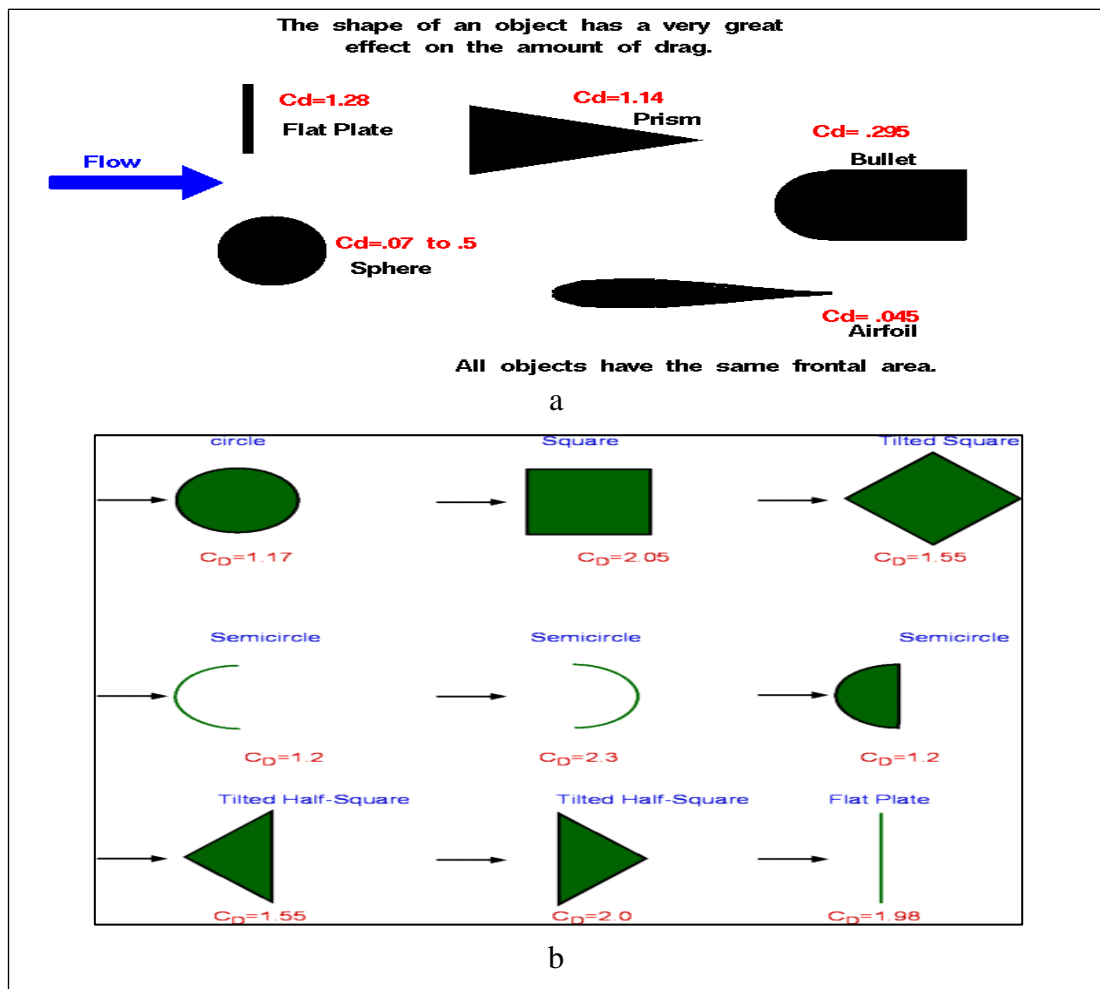 The shape of an object has a very great
effect on the amount of drag.
Cd=1.28
Flat Plate
Cd=1.14
Prism
Cd= .295
Bullet
Flow
Cd=.07 to .5
Sphere
Cd= .045
Airfoil
All objects have the same frontal area.
a
circle
Square
Tilted Square
CD=1.17
CD=2.05
CD=1.55
Semicircle
Semicircle
Semicircle
CD=1.2
CD=2.3
CD=1.2
Tilted Half-Square
Tilted Half-Square
Flat Plate
CD=1.55
CD=2.0
CD=1.98
b